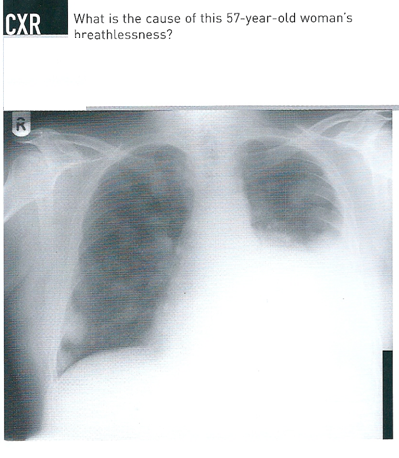 CXR
What is the cause of this 57-year-old woman's
breathlessness?
R